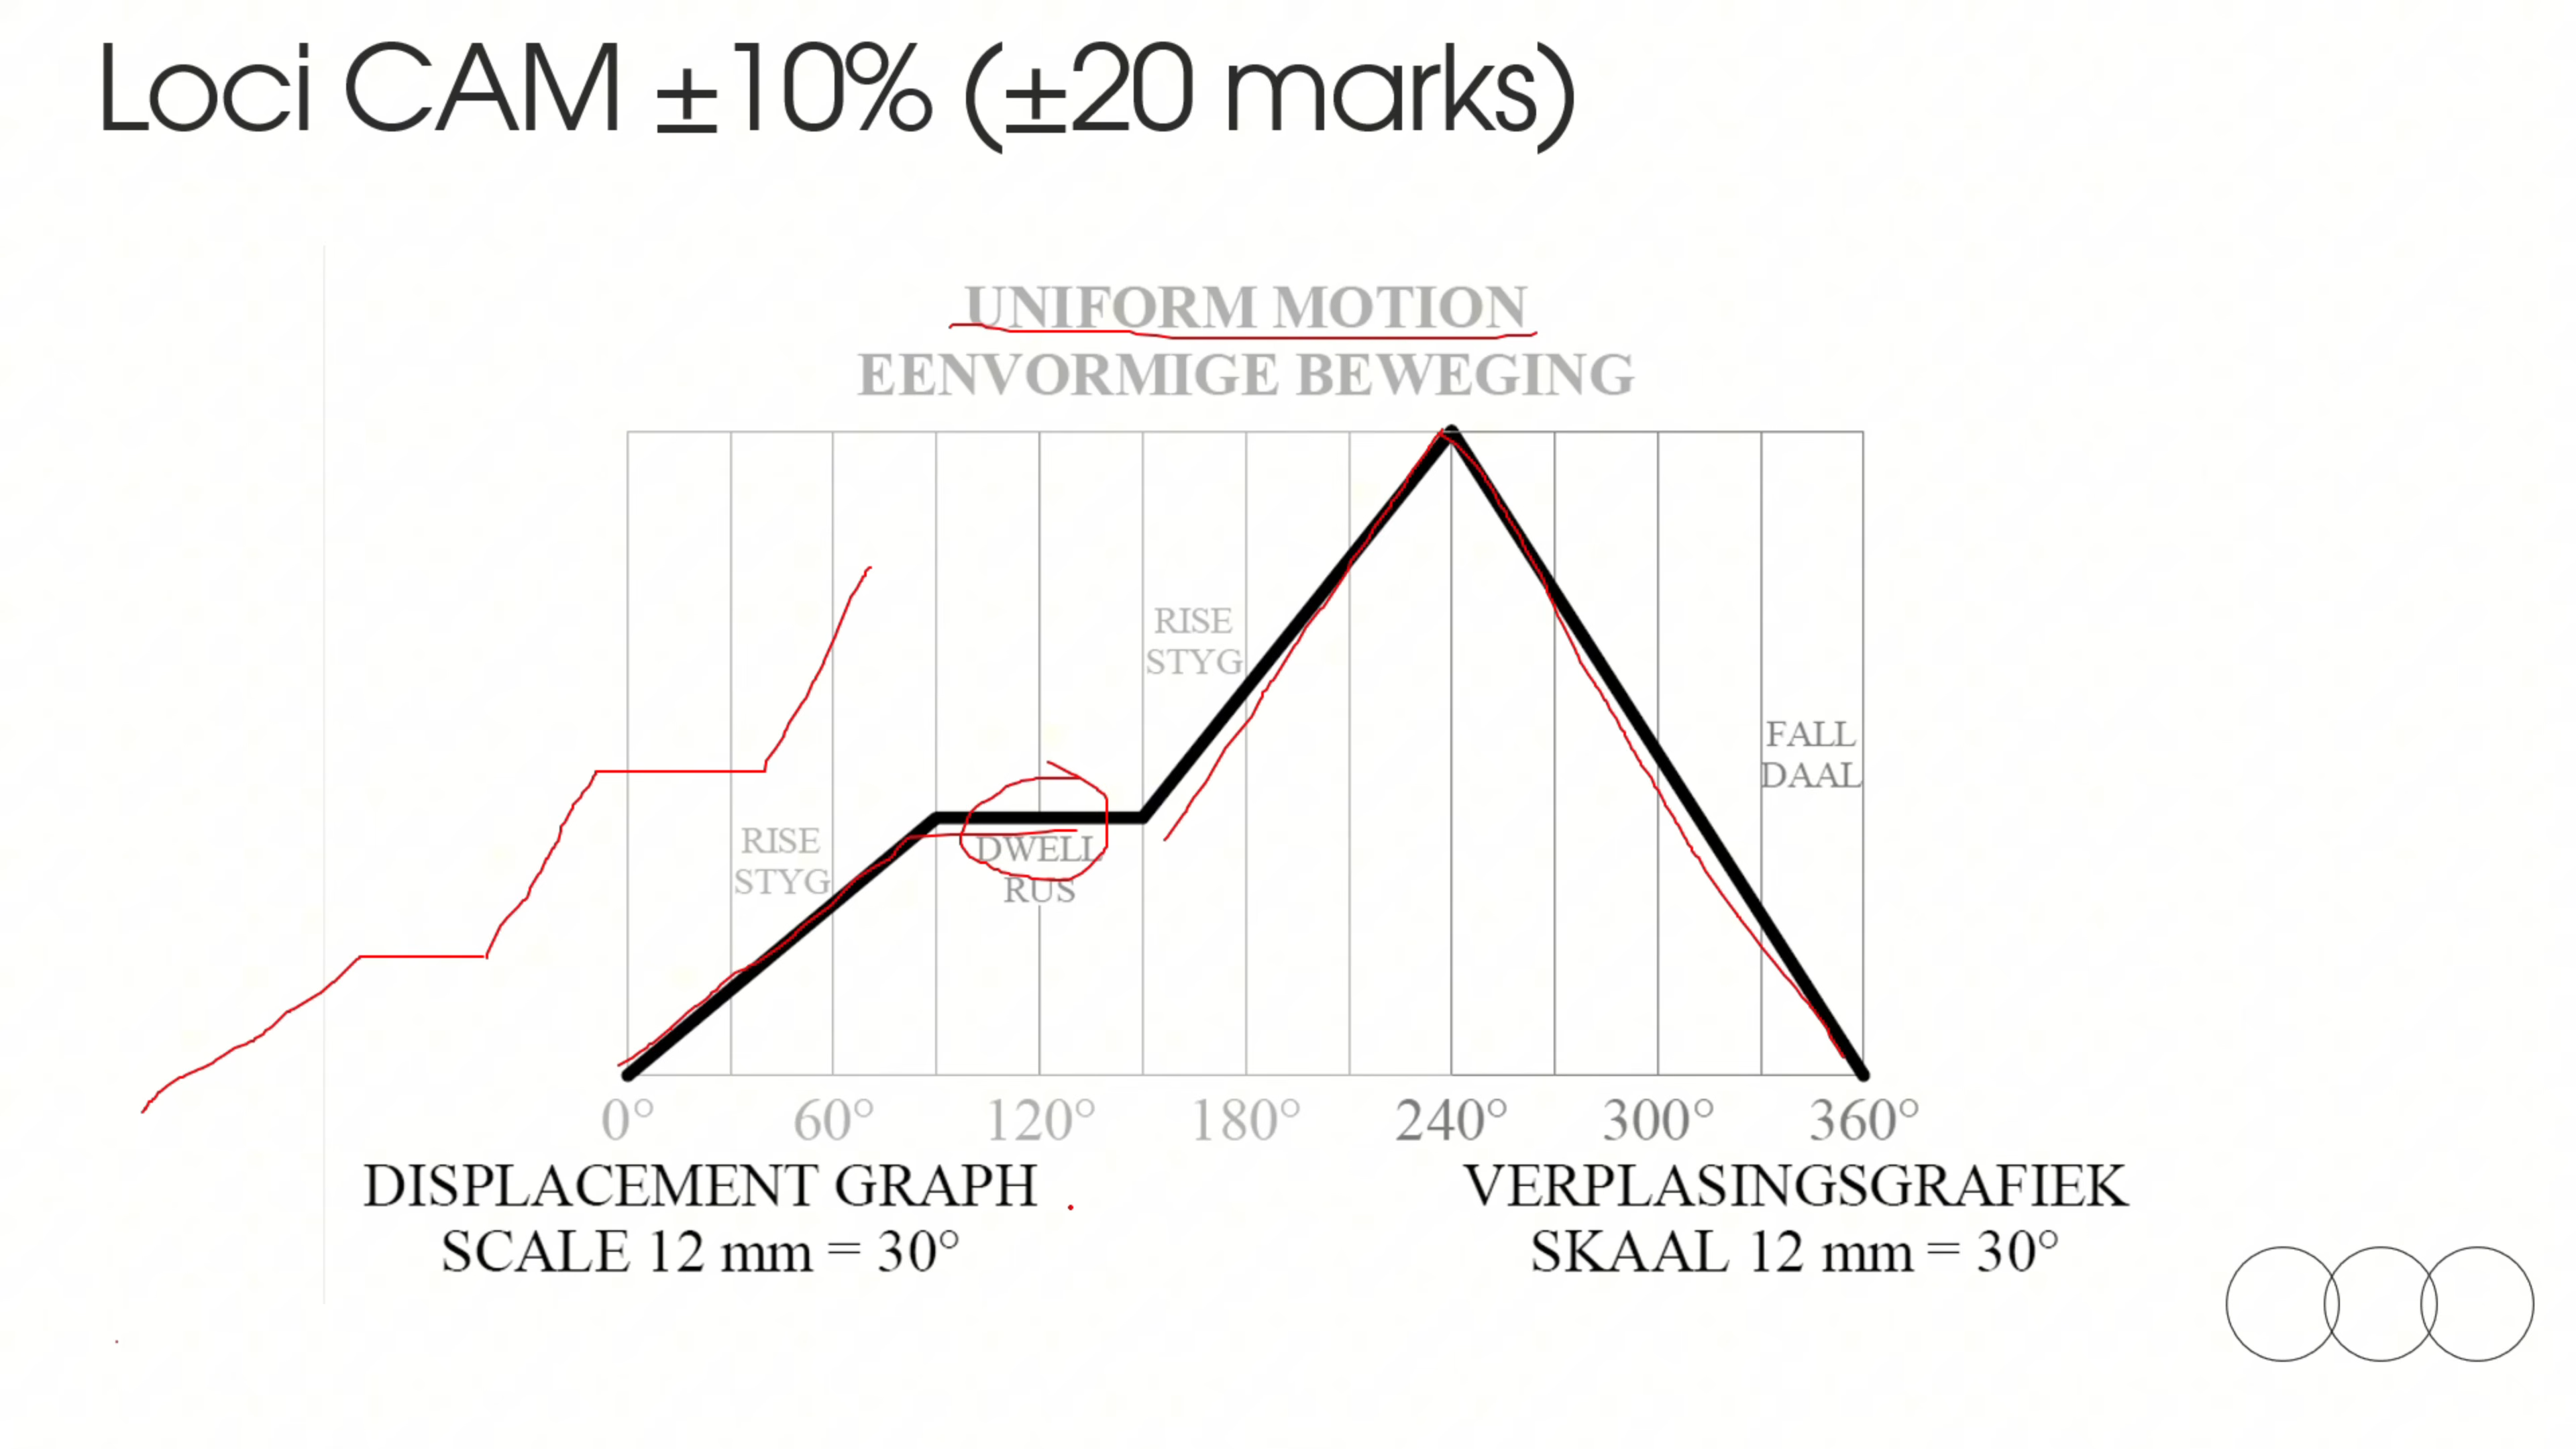 Loci CAM ±10% (±20 marks)
UNIFORM MOTION
EENVORMIGE BEWEGING
RISE
STYG
DWELL
RUS
RISE
STYG
FALL
DAAL
0° 60° 120° 180° 240° 300° 360°
DISPLACEMENT GRAPH
SCALE 12 mm = 30°
VERPLASINGSGRAFIEK
SKAAL 12 mm = 30°